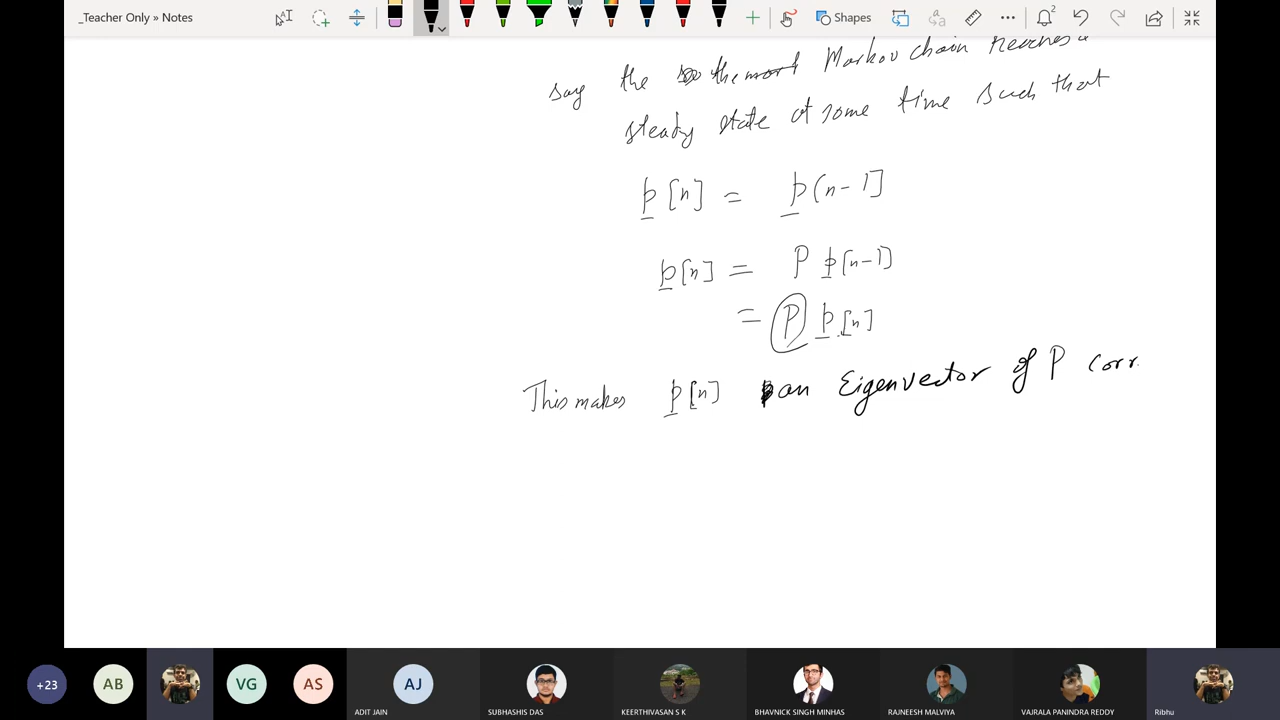 _Teacher Only » Notes
Shapes
say the Markov chain reaches a
steady state at some time such that
p[n] = p(n-1]
p[n] = P p[n-1]
= P p[n]
This makes p[n] an Eigenvector of P corr.
+23 AB VG AS AJ
ADIT JAIN SUBHASHIS DAS KEERTHIVASAN S K BHAVNICK SINGH MINHAS RAJNEESH MALVIYA VAJRALA PANINDRA REDDY Ribhu